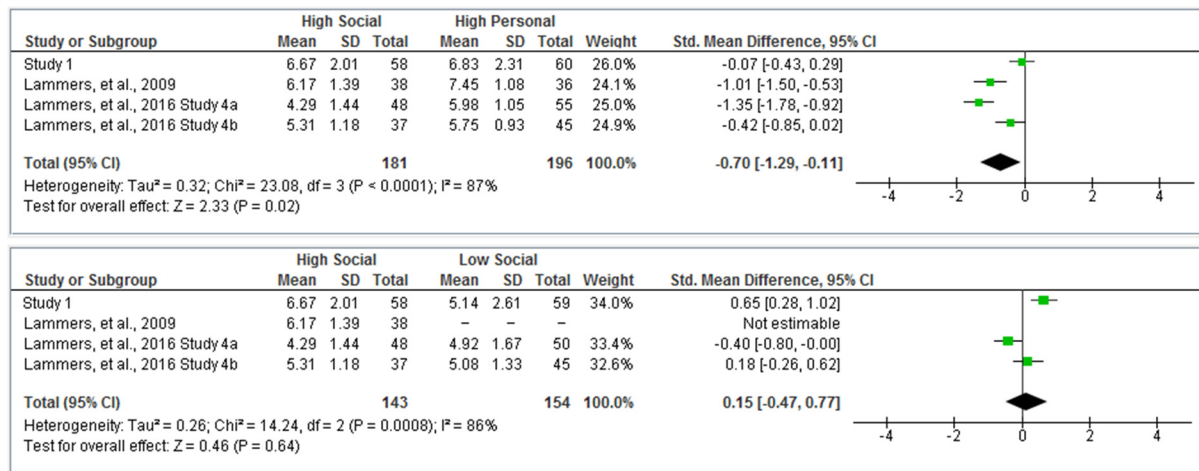 High Social High Personal
Study or Subgroup Mean SD Total Mean SD Total Weight Std. Mean Difference, 95% CI
Study 1 6.67 2.01 58 6.83 2.31 60 26.0% -0.07 [-0.43, 0.29]
Lammers, et al., 2009 6.17 1.39 38 7.45 1.08 36 24.1% -1.01 [-1.50, -0.53]
Lammers, et al., 2016 Study 4a 4.29 1.44 48 5.98 1.05 55 25.0% -1.35 [-1.78, -0.92]
Lammers, et al., 2016 Study 4b 5.31 1.18 37 5.75 0.93 45 24.9% -0.42 [-0.85, 0.02]
Total (95% CI) 181 196 100.0% -0.70 [-1.29, -0.11]
Heterogeneity: Tau² = 0.32; Chi² = 23.08, df = 3 (P < 0.0001); I² = 87%
Test for overall effect: Z = 2.33 (P = 0.02)
-4 -2 0 2 4
High Social Low Social
Study or Subgroup Mean SD Total Mean SD Total Weight Std. Mean Difference, 95% CI
Study 1 6.67 2.01 58 5.14 2.61 59 34.0% 0.65 [0.28, 1.02]
Lammers, et al., 2009 6.17 1.39 38 – – – Not estimable
Lammers, et al., 2016 Study 4a 4.29 1.44 48 4.92 1.67 50 33.4% -0.40 [-0.80, -0.00]
Lammers, et al., 2016 Study 4b 5.31 1.18 37 5.08 1.33 45 32.6% 0.18 [-0.26, 0.62]
Total (95% CI) 143 154 100.0% 0.15 [-0.47, 0.77]
Heterogeneity: Tau² = 0.26; Chi² = 14.24, df = 2 (P = 0.0008); I² = 86%
Test for overall effect: Z = 0.46 (P = 0.64)
-4 -2 0 2 4